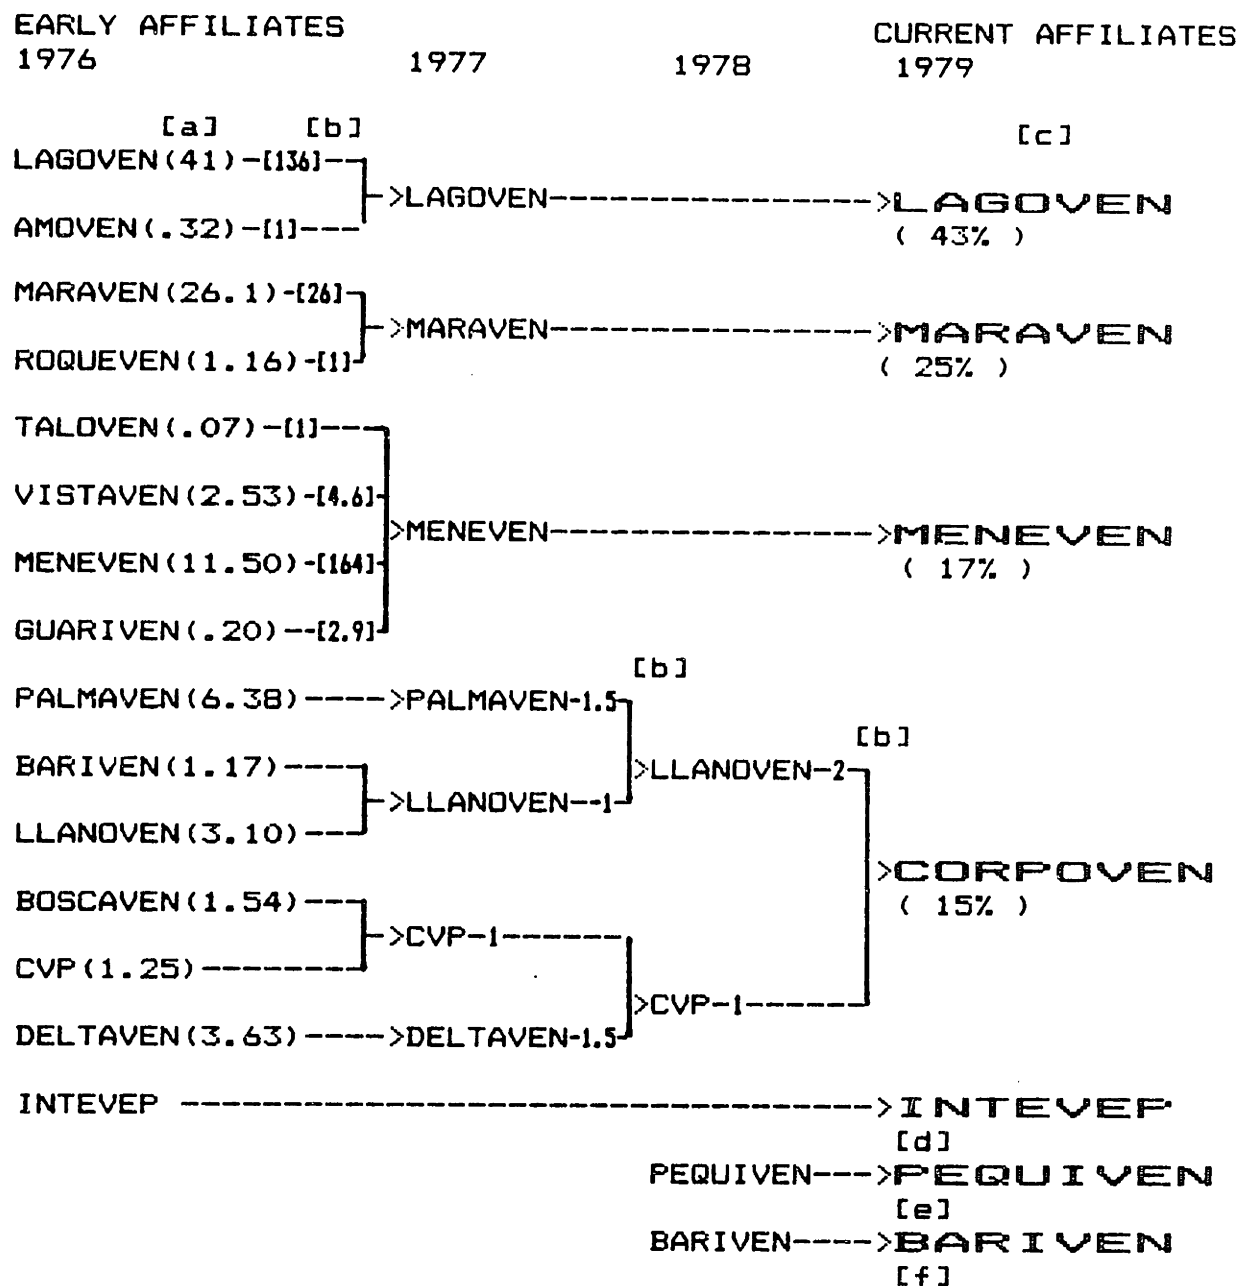 EARLY AFFILIATES
CURRENT AFFILIATES
1976 1977 1978 1979
[a] [b] [c]
LAGOVEN(41)-[136]--
>LAGOVEN--------------->LAGOVEN
AMOVEN(.32)-[1]---
( 43% )
MARAVEN(26.1)-[26]-
>MARAVEN--------------->MARAVEN
ROQUEVEN(1.16)-[1]
( 25% )
TALOVEN(.07)-[1]---
VISTAVEN(2.53)-[4.6]-
>MENEVEN--------------->MENEVEN
MENEVEN(11.50)-[164]-
( 17% )
GUARIVEN(.20)--[2.9]-
[b]
PALMAVEN(6.38)---->PALMAVEN-1.5
[b]
BARIVEN(1.17)----
>LLANOVEN-2
>LLANOVEN--1
LLANOVEN(3.10)---
>CORPOVEN
BOSCAVEN(1.54)---
( 15% )
>CVP-1------
CVP(1.25)--------
>CVP-1------
DELTAVEN(3.63)---->DELTAVEN-1.5
INTEVEP --------------------------------->INTEVEP
[d]
PEQUIVEN--->PEQUIVEN
[e]
BARIVEN---->BARIVEN
[f]